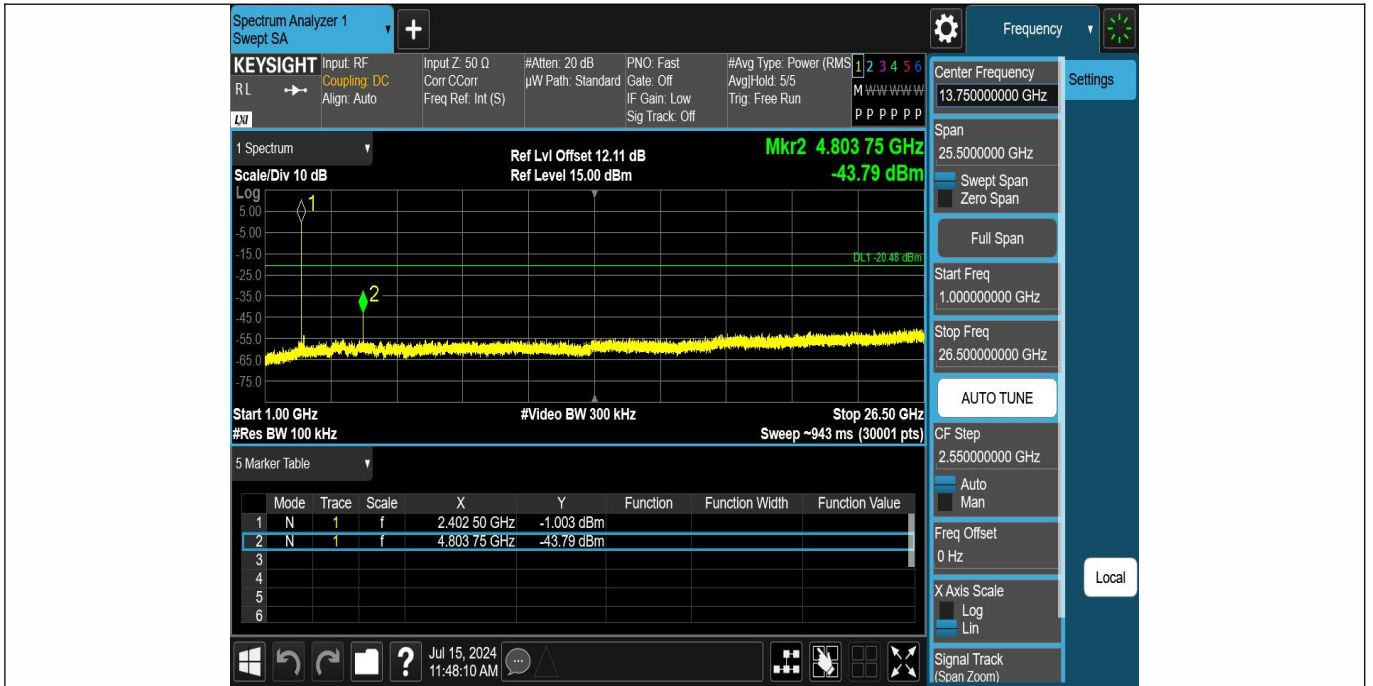 Spectrum Analyzer 1
Swept SA
+
Frequency
KEYSIGHT
RL
LXI
Input: RF
Coupling: DC
Align: Auto
Input Z: 50 Ω
Corr CCorr
Freq Ref: Int (S)
#Atten: 20 dB
µW Path: Standard
PNO: Fast
Gate: Off
IF Gain: Low
Sig Track: Off
#Avg Type: Power (RMS
Avg|Hold: 5/5
Trig: Free Run
1 2 3 4 5 6
M W W W W W
P P P P P P
1 Spectrum
Scale/Div 10 dB
Ref Lvl Offset 12.11 dB
Ref Level 15.00 dBm
Mkr2 4.803 75 GHz
-43.79 dBm
Log
5.00
-5.00
-15.0
-25.0
-35.0
-45.0
-55.0
-65.0
-75.0
1
2
DL1 -20.48 dBm
Start 1.00 GHz
#Video BW 300 kHz
Stop 26.50 GHz
#Res BW 100 kHz
Sweep ~943 ms (30001 pts)
5 Marker Table
Mode Trace Scale X Y Function Function Width Function Value
1 N 1 f 2.402 50 GHz -1.003 dBm
2 N 1 f 4.803 75 GHz -43.79 dBm
3
4
5
6
?
Jul 15, 2024
11:48:10 AM
Center Frequency
13.750000000 GHz
Settings
Span
25.5000000 GHz
Swept Span
Zero Span
Full Span
Start Freq
1.000000000 GHz
Stop Freq
26.500000000 GHz
AUTO TUNE
CF Step
2.550000000 GHz
Auto
Man
Freq Offset
0 Hz
X Axis Scale
Log
Lin
Local
Signal Track
(Span Zoom)